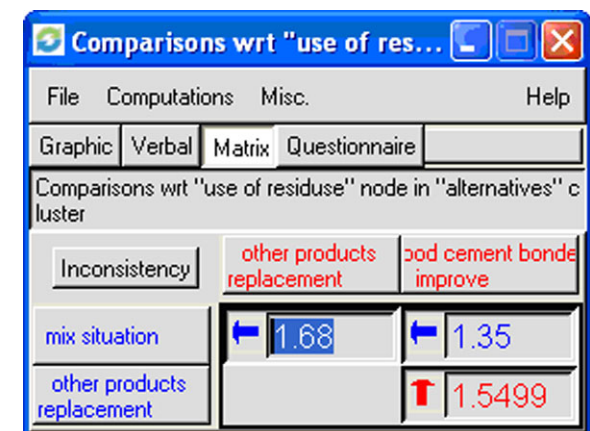 Comparisons wrt "use of res...
File Computations Misc. Help
Graphic Verbal Matrix Questionnaire
Comparisons wrt "use of residuse" node in "alternatives" c
luster
Inconsistency
other products
replacement
ood cement bonde
improve
mix situation
1.68
1.35
other products
replacement
1.5499